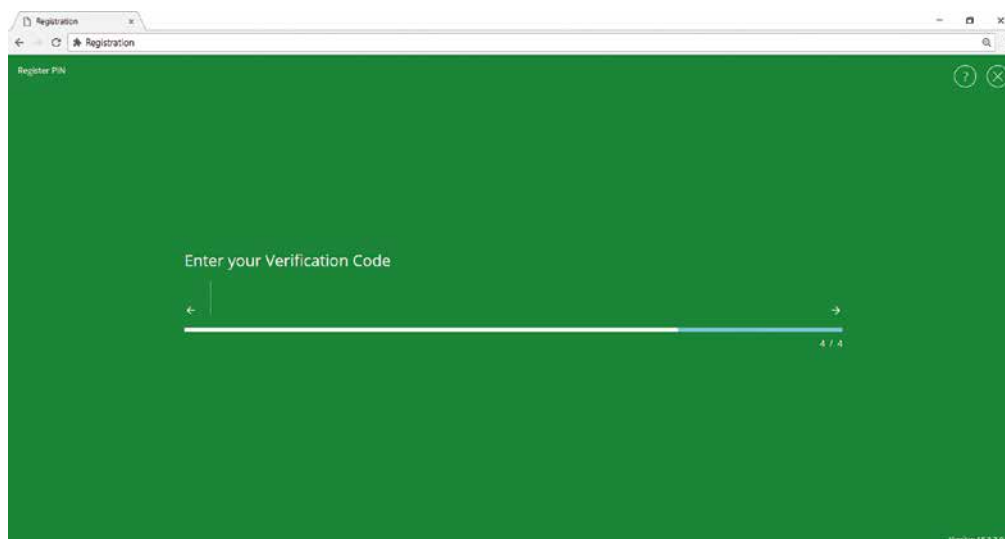 Registration
Registration
Register PIN
?
Enter your Verification Code
4 / 4